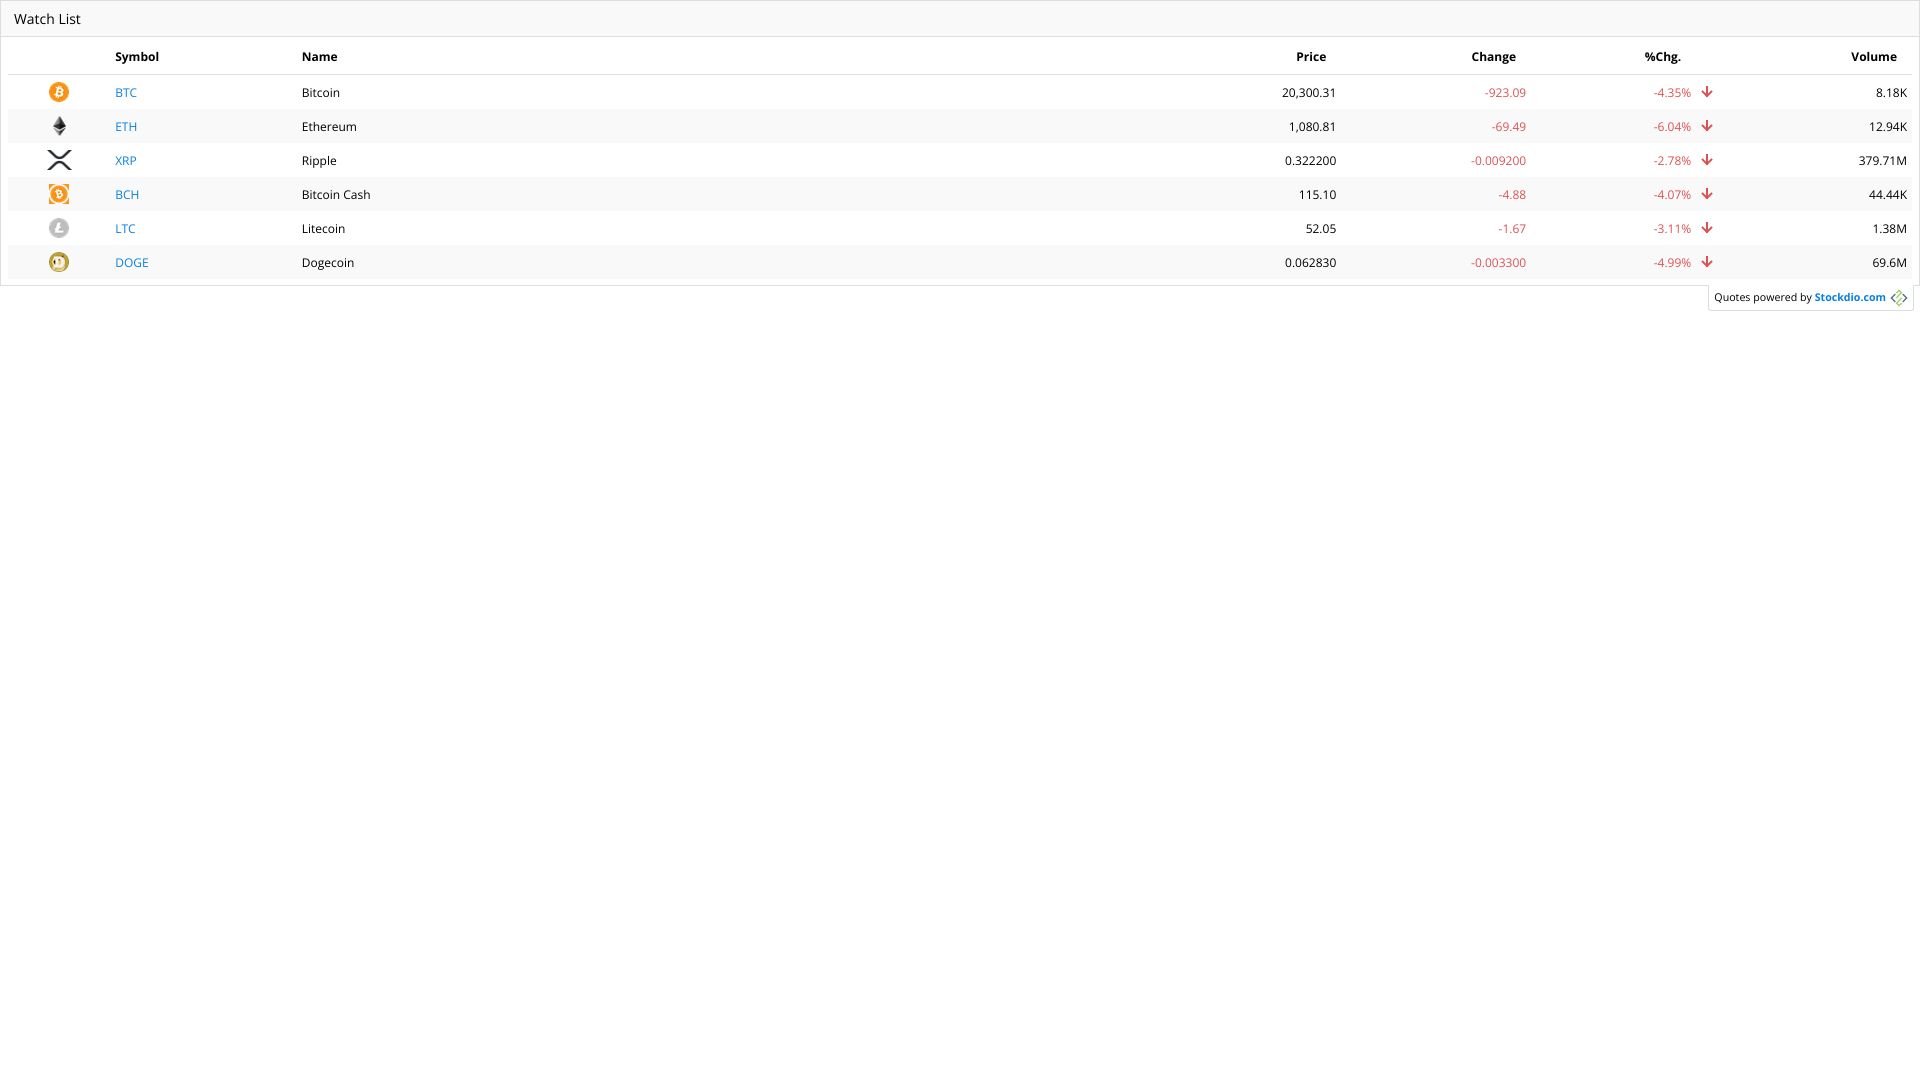 Watch List
Symbol Name Price Change %Chg. Volume
BTC Bitcoin 20,300.31 -923.09 -4.35% 8.18K
ETH Ethereum 1,080.81 -69.49 -6.04% 12.94K
XRP Ripple 0.322200 -0.009200 -2.78% 379.71M
BCH Bitcoin Cash 115.10 -4.88 -4.07% 44.44K
LTC Litecoin 52.05 -1.67 -3.11% 1.38M
DOGE Dogecoin 0.062830 -0.003300 -4.99% 69.6M
Quotes powered by Stockdio.com